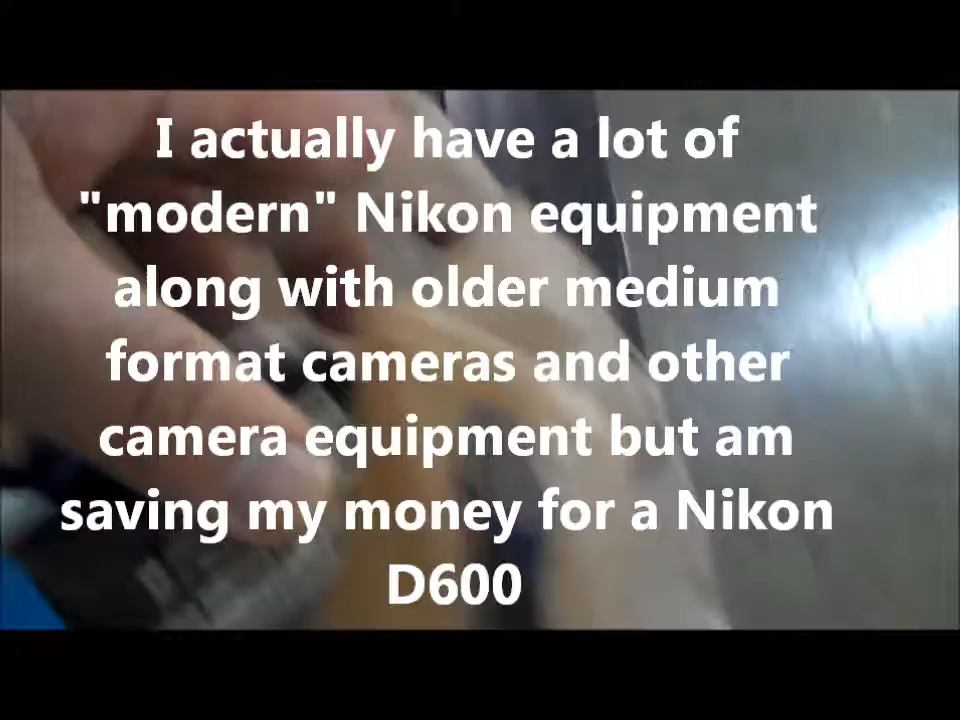 I actually have a lot of
"modern" Nikon equipment
along with older medium
format cameras and other
camera equipment but am
saving my money for a Nikon
D600